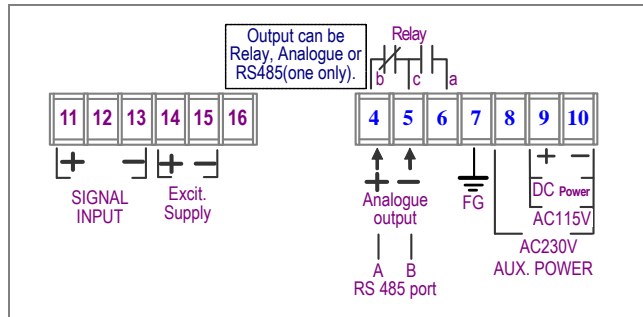 Output can be
Relay, Analogue or
RS485(one only).
Relay
b
c
a
11 12 13 14 15 16
4 5 6 7 8 9 10
+ − + −
SIGNAL
INPUT
Excit.
Supply
+ −
Analogue
output
FG
+ −
DC Power
AC115V
AC230V
AUX. POWER
A B
RS 485 port